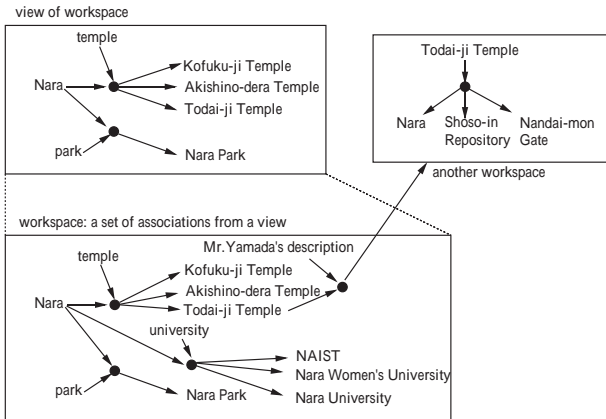 view of workspace
temple
Kofuku-ji Temple
Nara
Akishino-dera Temple
Todai-ji Temple
park
Nara Park
Todai-ji Temple
Nara
Shoso-in
Repository
Nandai-mon
Gate
another workspace
workspace: a set of associations from a view
Mr.Yamada's description
temple
Kofuku-ji Temple
Nara
Akishino-dera Temple
Todai-ji Temple
university
NAIST
Nara Women's University
park
Nara Park
Nara University